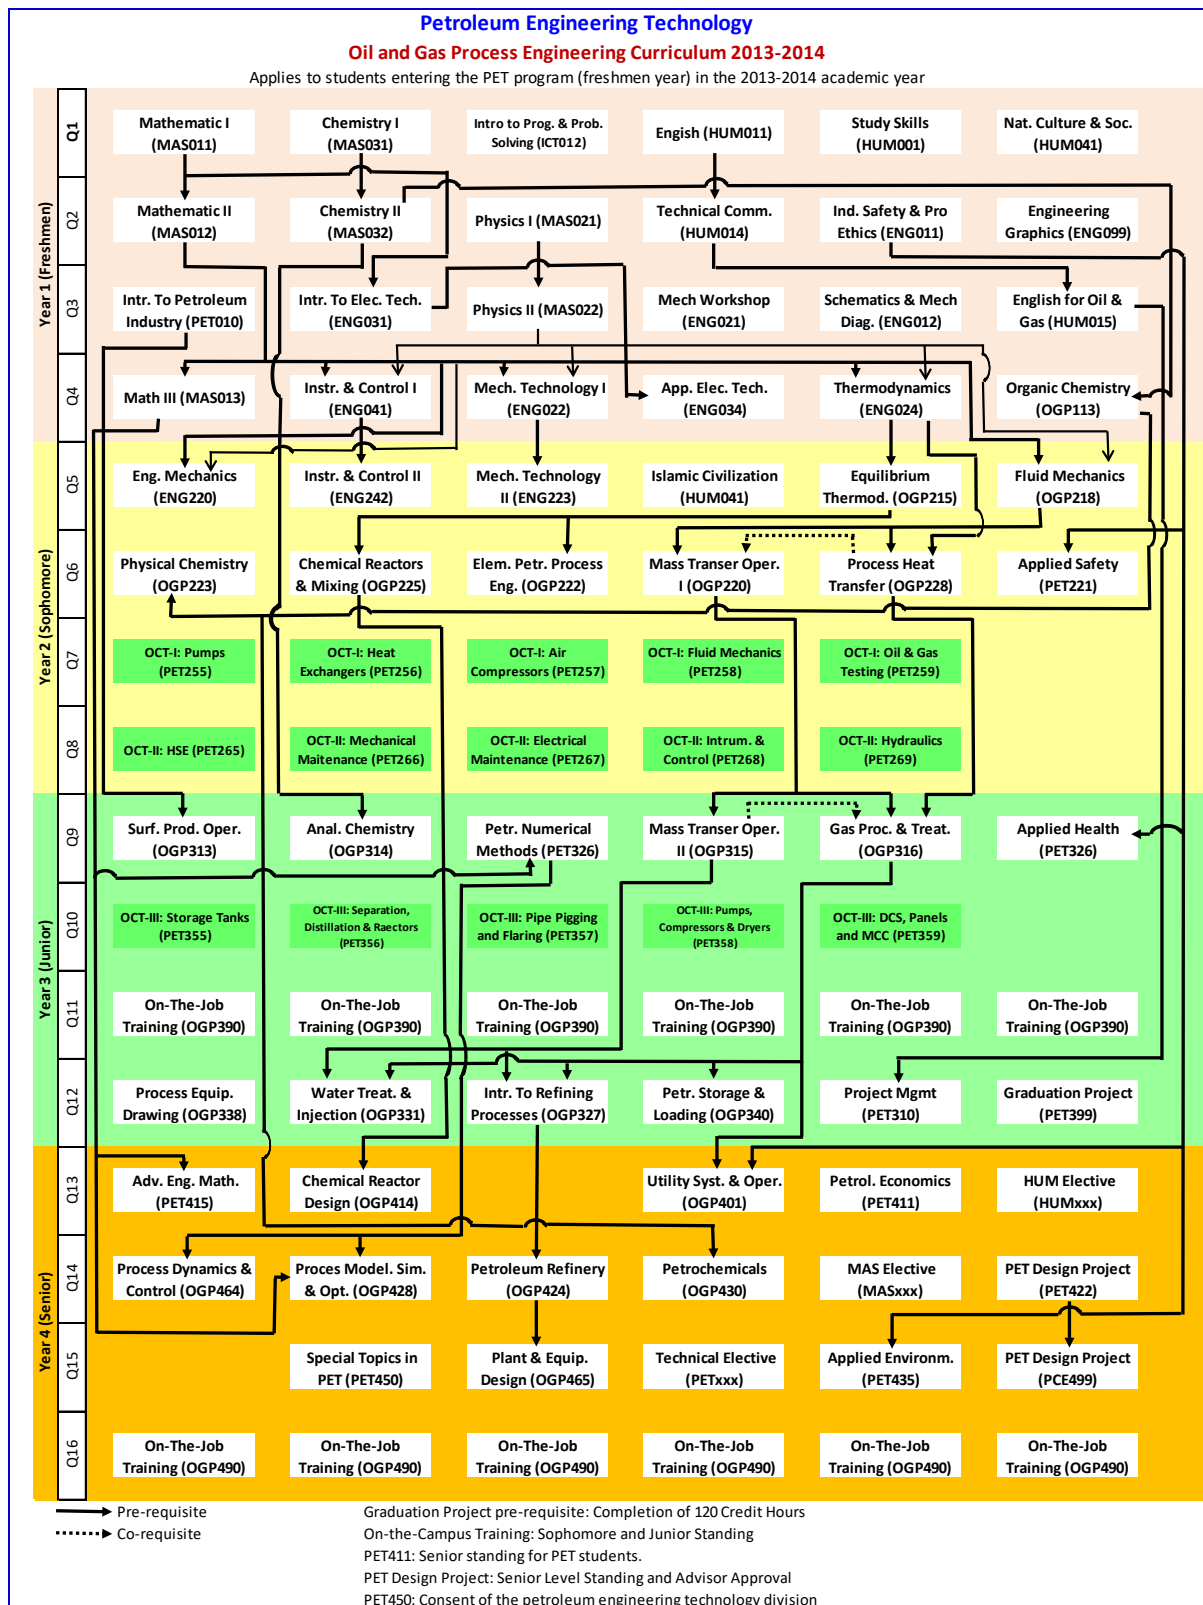 Petroleum Engineering Technology
Oil and Gas Process Engineering Curriculum 2013-2014
Applies to students entering the PET program (freshmen year) in the 2013-2014 academic year
Year 1 (Freshmen)
Q1
Mathematic I
(MAS011)
Chemistry I
(MAS031)
Intro to Prog. & Prob.
Solving (ICT012)
Engish (HUM011)
Study Skills
(HUM001)
Nat. Culture & Soc.
(HUM041)
Q2
Mathematic II
(MAS012)
Chemistry II
(MAS032)
Physics I (MAS021)
Technical Comm.
(HUM014)
Ind. Safety & Pro
Ethics (ENG011)
Engineering
Graphics (ENG099)
Q3
Intr. To Petroleum
Industry (PET010)
Intr. To Elec. Tech.
(ENG031)
Physics II (MAS022)
Mech Workshop
(ENG021)
Schematics & Mech
Diag. (ENG012)
English for Oil &
Gas (HUM015)
Q4
Math III (MAS013)
Instr. & Control I
(ENG041)
Mech. Technology I
(ENG022)
App. Elec. Tech.
(ENG034)
Thermodynamics
(ENG024)
Organic Chemistry
(OGP113)
Year 2 (Sophomore)
Q5
Eng. Mechanics
(ENG220)
Instr. & Control II
(ENG242)
Mech. Technology
II (ENG223)
Islamic Civilization
(HUM041)
Equilibrium
Thermod. (OGP215)
Fluid Mechanics
(OGP218)
Q6
Physical Chemistry
(OGP223)
Chemical Reactors
& Mixing (OGP225)
Elem. Petr. Process
Eng. (OGP222)
Mass Transer Oper.
I (OGP220)
Process Heat
Transfer (OGP228)
Applied Safety
(PET221)
Q7
OCT-I: Pumps
(PET255)
OCT-I: Heat
Exchangers (PET256)
OCT-I: Air
Compressors (PET257)
OCT-I: Fluid Mechanics
(PET258)
OCT-I: Oil & Gas
Testing (PET259)
Q8
OCT-II: HSE (PET265)
OCT-II: Mechanical
Maitenance (PET266)
OCT-II: Electrical
Maintenance (PET267)
OCT-II: Intrum. &
Control (PET268)
OCT-II: Hydraulics
(PET269)
Year 3 (Junior)
Q9
Surf. Prod. Oper.
(OGP313)
Anal. Chemistry
(OGP314)
Petr. Numerical
Methods (PET326)
Mass Transer Oper.
II (OGP315)
Gas Proc. & Treat.
(OGP316)
Applied Health
(PET326)
Q10
OCT-III: Storage Tanks
(PET355)
OCT-III: Separation,
Distillation & Raectors
(PET356)
OCT-III: Pipe Pigging
and Flaring (PET357)
OCT-III: Pumps,
Compressors & Dryers
(PET358)
OCT-III: DCS, Panels
and MCC (PET359)
Q11
On-The-Job
Training (OGP390)
On-The-Job
Training (OGP390)
On-The-Job
Training (OGP390)
On-The-Job
Training (OGP390)
On-The-Job
Training (OGP390)
On-The-Job
Training (OGP390)
Q12
Process Equip.
Drawing (OGP338)
Water Treat. &
Injection (OGP331)
Intr. To Refining
Processes (OGP327)
Petr. Storage &
Loading (OGP340)
Project Mgmt
(PET310)
Graduation Project
(PET399)
Year 4 (Senior)
Q13
Adv. Eng. Math.
(PET415)
Chemical Reactor
Design (OGP414)
Utility Syst. & Oper.
(OGP401)
Petrol. Economics
(PET411)
HUM Elective
(HUMxxx)
Q14
Process Dynamics &
Control (OGP464)
Proces Model. Sim.
& Opt. (OGP428)
Petroleum Refinery
(OGP424)
Petrochemicals
(OGP430)
MAS Elective
(MASxxx)
PET Design Project
(PET422)
Q15
Special Topics in
PET (PET450)
Plant & Equip.
Design (OGP465)
Technical Elective
(PETxxx)
Applied Environm.
(PET435)
PET Design Project
(PCE499)
Q16
On-The-Job
Training (OGP490)
On-The-Job
Training (OGP490)
On-The-Job
Training (OGP490)
On-The-Job
Training (OGP490)
On-The-Job
Training (OGP490)
On-The-Job
Training (OGP490)
Pre-requisite
Co-requisite
Graduation Project pre-requisite: Completion of 120 Credit Hours
On-the-Campus Training: Sophomore and Junior Standing
PET411: Senior standing for PET students.
PET Design Project: Senior Level Standing and Advisor Approval
PET450: Consent of the petroleum engineering technology division